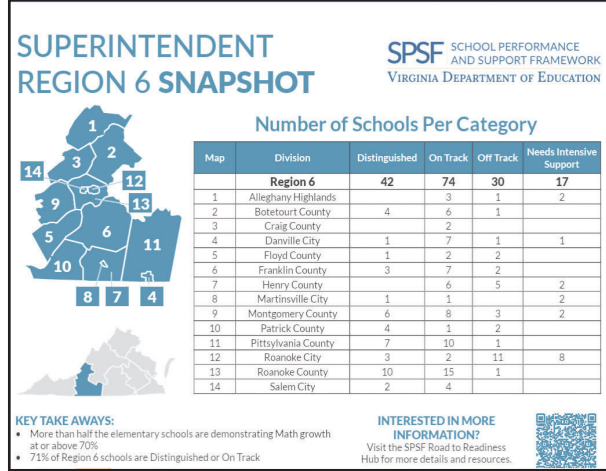 SUPERINTENDENT
REGION 6 SNAPSHOT
SPSF SCHOOL PERFORMANCE
AND SUPPORT FRAMEWORK
VIRGINIA DEPARTMENT OF EDUCATION
1
2
3
14
12
9
13
5
6
11
10
8
7
4
Number of Schools Per Category
Map Division Distinguished On Track Off Track Needs Intensive Support
Region 6 42 74 30 17
1 Alleghany Highlands 3 1 2
2 Botetourt County 4 6 1
3 Craig County 2
4 Danville City 1 7 1 1
5 Floyd County 1 2 2
6 Franklin County 3 7 2
7 Henry County 6 5 2
8 Martinsville City 1 1 2
9 Montgomery County 6 8 3 2
10 Patrick County 4 1 2
11 Pittsylvania County 7 10 1
12 Roanoke City 3 2 11 8
13 Roanoke County 10 15 1
14 Salem City 2 4
KEY TAKE AWAYS:
• More than half the elementary schools are demonstrating Math growth
at or above 70%
• 71% of Region 6 schools are Distinguished or On Track
INTERESTED IN MORE
INFORMATION?
Visit the SPSF Road to Readiness
Hub for more details and resources.